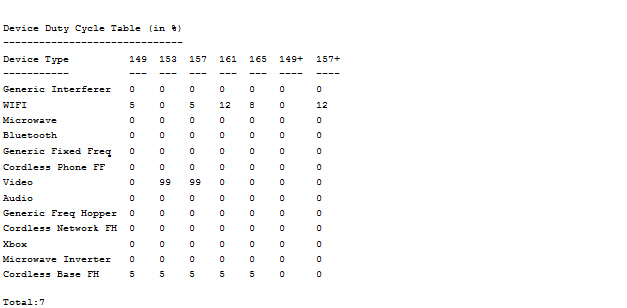 Device Duty Cycle Table (in %)
------------------------------
Device Type 149 153 157 161 165 149+ 157+
----------- --- --- --- --- --- ---- ----
Generic Interferer 0 0 0 0 0 0 0
WIFI 5 0 5 12 8 0 12
Microwave 0 0 0 0 0 0 0
Bluetooth 0 0 0 0 0 0 0
Generic Fixed Freq 0 0 0 0 0 0 0
Cordless Phone FF 0 0 0 0 0 0 0
Video 0 99 99 0 0 0 0
Audio 0 0 0 0 0 0 0
Generic Freq Hopper 0 0 0 0 0 0 0
Cordless Network FH 0 0 0 0 0 0 0
Xbox 0 0 0 0 0 0 0
Microwave Inverter 0 0 0 0 0 0 0
Cordless Base FH 5 5 5 5 5 0 0
Total:7